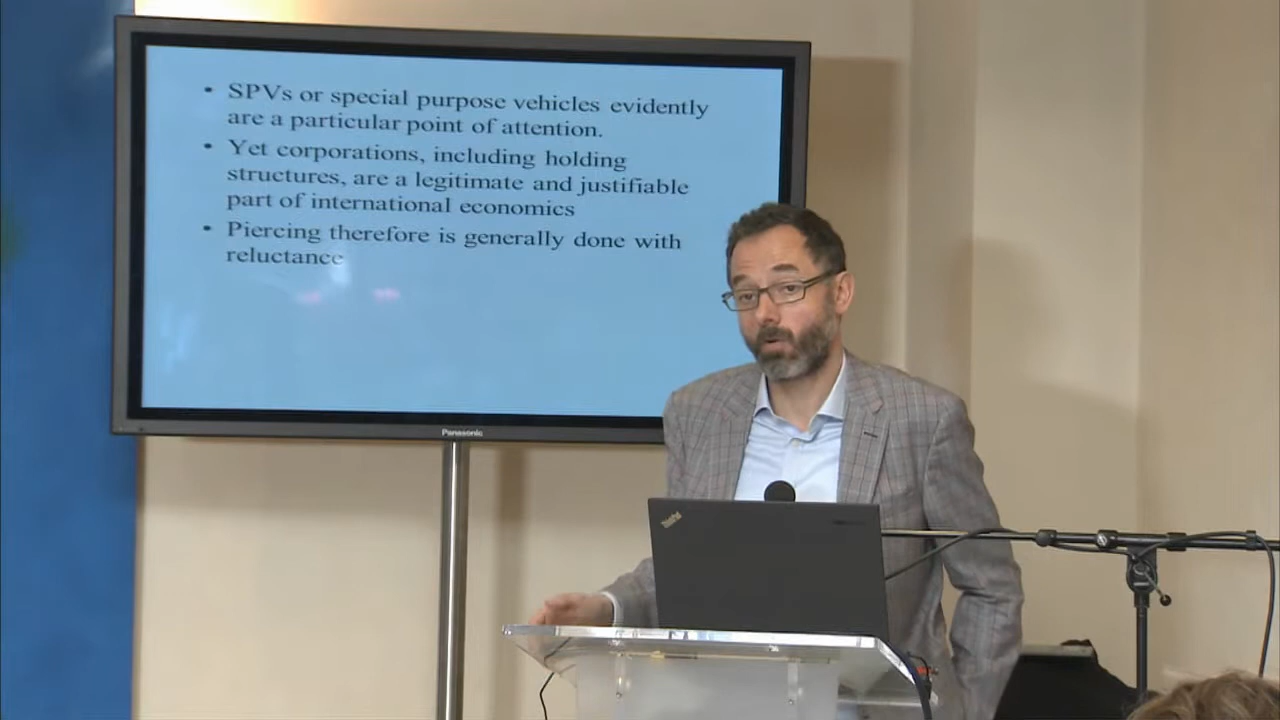 • SPVs or special purpose vehicles evidently
are a particular point of attention.
• Yet corporations, including holding
structures, are a legitimate and justifiable
part of international economics
• Piercing therefore is generally done with
reluctance
Panasonic
ThinkPad